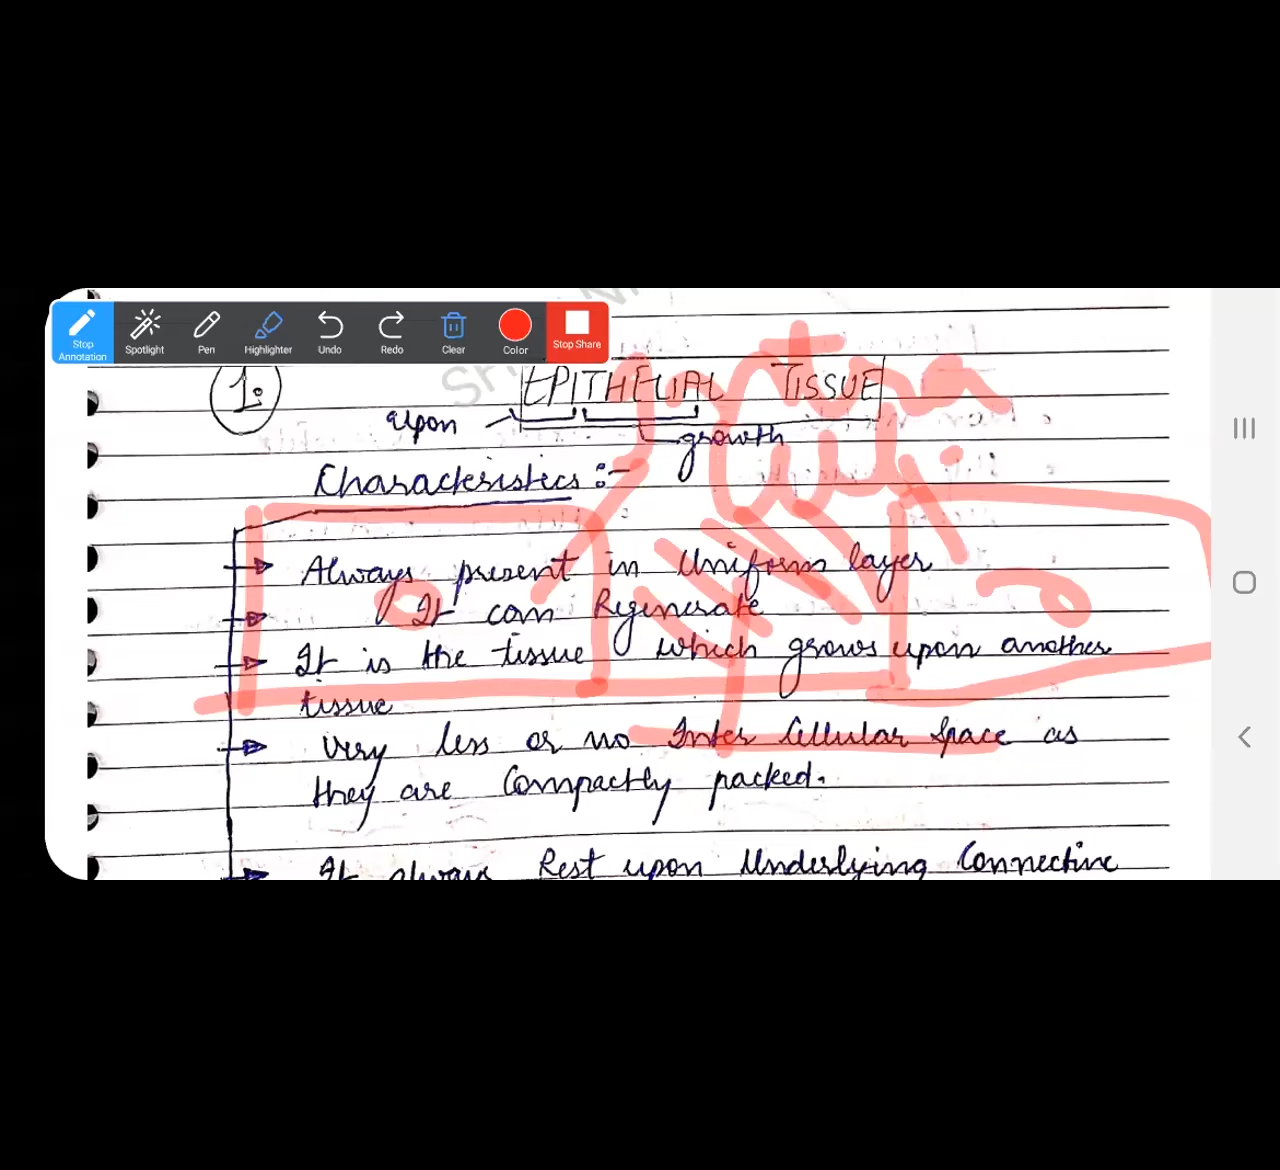 Stop Annotation
Spotlight
Pen
Highlighter
Undo
Redo
Clear
Color
Stop Share
1. EPITHELIAL TISSUE
upon
growth
Characteristics :-
Always present in Uniform layer
It can Regenerate
It is the tissue which grows upon another
tissue
Very less or no Inter Cellular Space as
they are Compactly packed.
It always Rest upon Underlying Connective